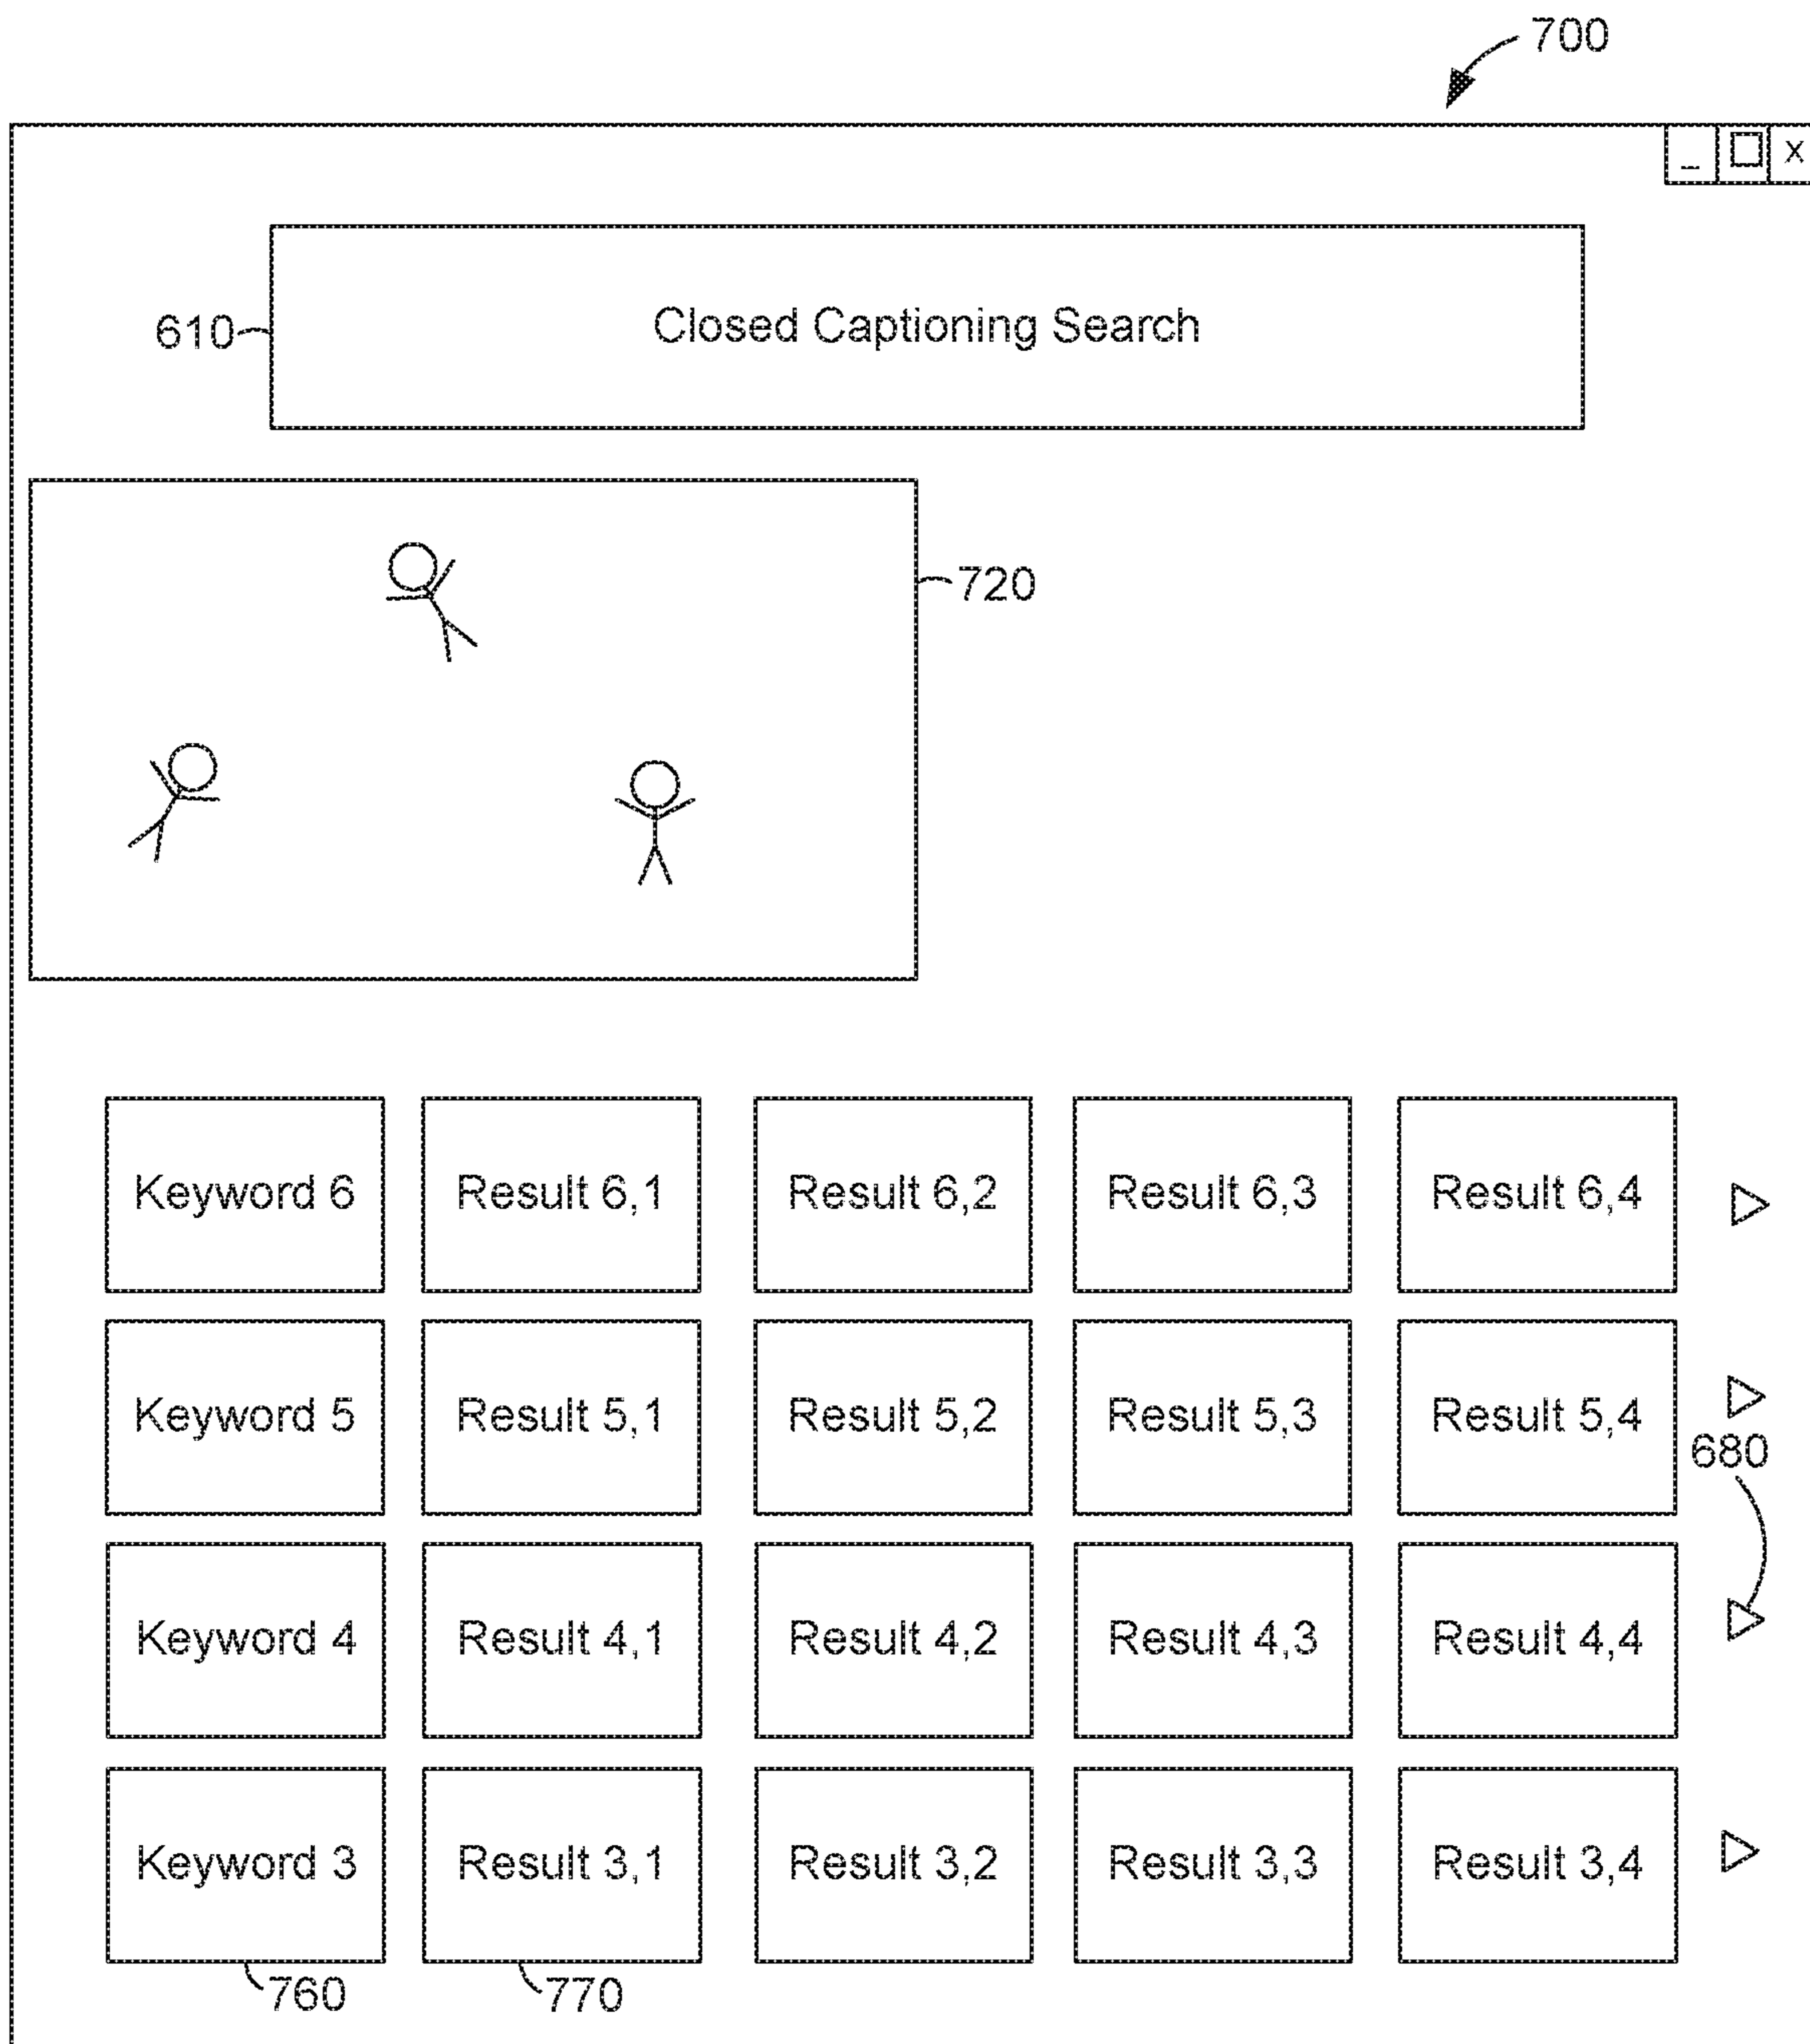 700
_ X
610 Closed Captioning Search
720
Keyword 6 Result 6,1 Result 6,2 Result 6,3 Result 6,4
Keyword 5 Result 5,1 Result 5,2 Result 5,3 Result 5,4
680
Keyword 4 Result 4,1 Result 4,2 Result 4,3 Result 4,4
Keyword 3 Result 3,1 Result 3,2 Result 3,3 Result 3,4
760 770